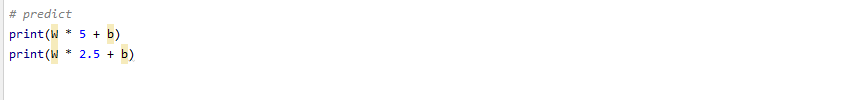 # predict
print(W * 5 + b)
print(W * 2.5 + b)